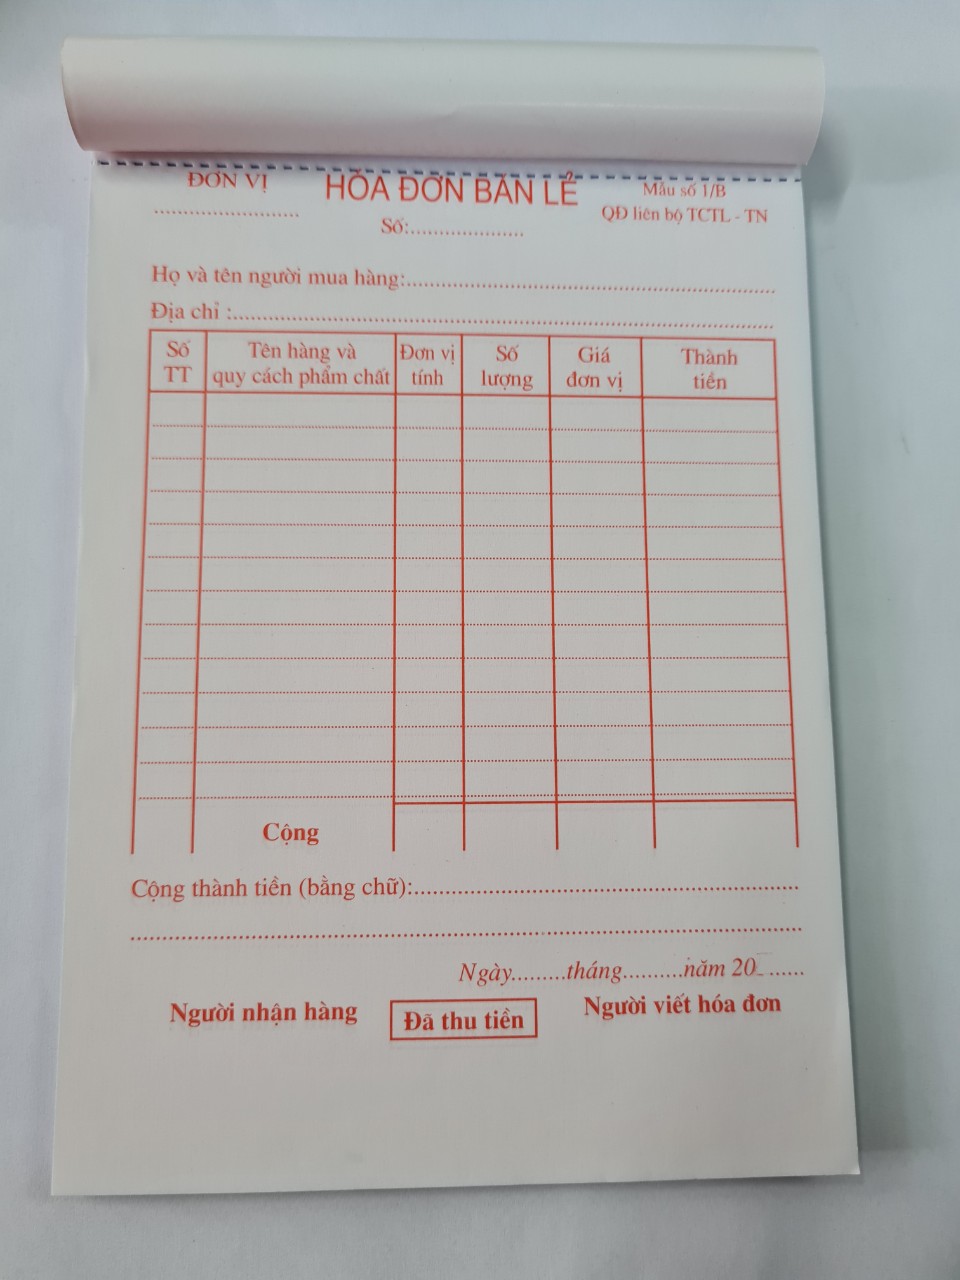 ĐƠN VỊ
HÓA ĐƠN BÁN LẺ
Mẫu số 1/B
QĐ liên bộ TCTL - TN
........................
Số:...................
Họ và tên người mua hàng:..............................................................
Địa chỉ :..........................................................................................
Số TT
Tên hàng và quy cách phẩm chất
Đơn vị tính
Số lượng
Giá đơn vị
Thành tiền
Cộng
Cộng thành tiền (bằng chữ):..............................................................
............................................................................................................
Ngày.........tháng..........năm 20.......
Người nhận hàng
Đã thu tiền
Người viết hóa đơn